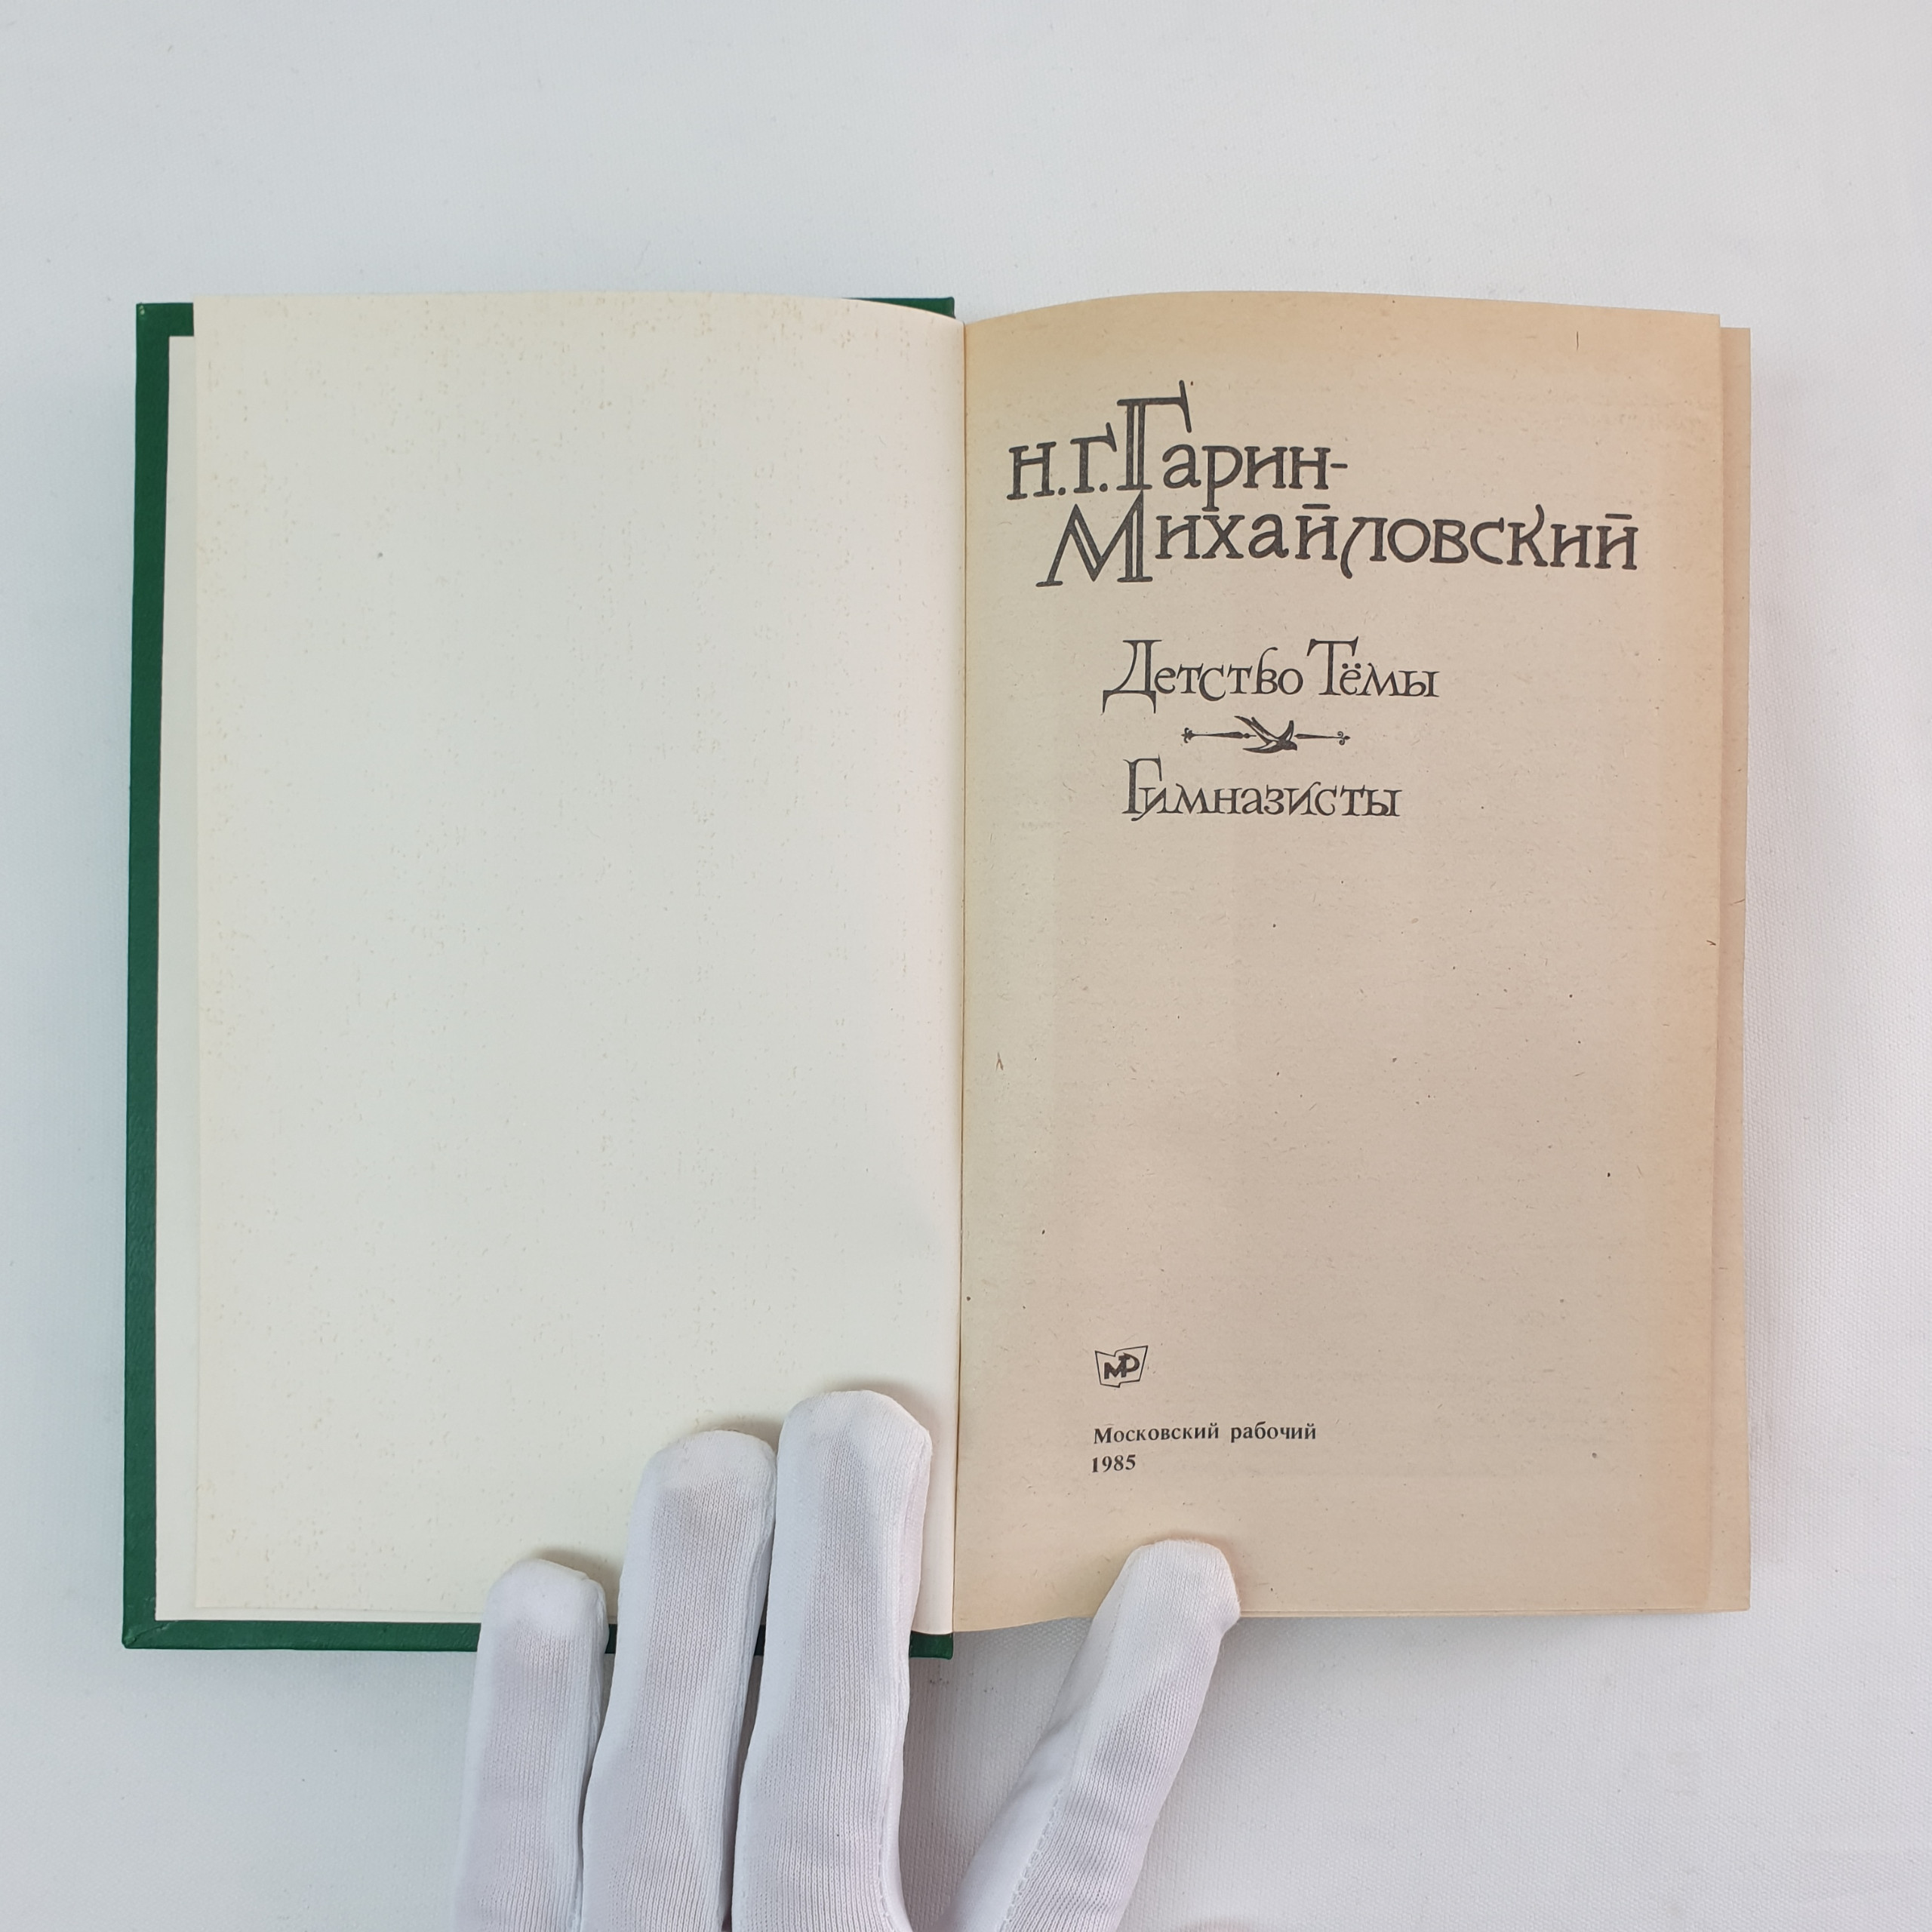 Н.Г. Гарин-
Михайловский
Детство Тёмы
Гимназисты
МР
Московский рабочий
1985